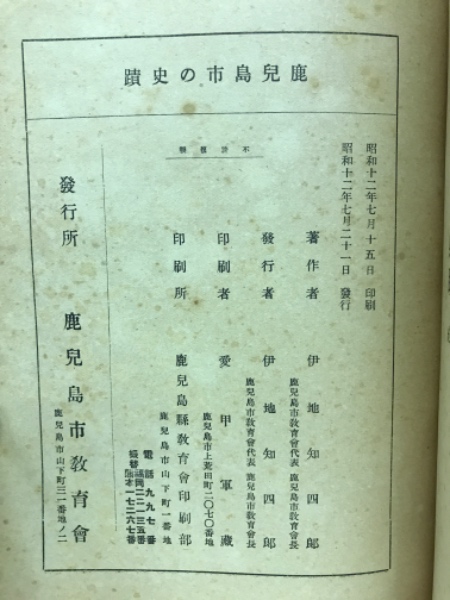 鹿兒島市の史蹟
昭和十二年七月十五日 印刷
昭和十二年七月二十一日 發行
不許複製
著作者 伊地知四郎
鹿兒島市教育會代表 鹿兒島市教育會長
發行者 伊地知四郎
鹿兒島市教育會代表 鹿兒島市教育會長
印刷者 愛甲軍藏
鹿兒島市上荒田町二〇七〇番地
印刷所 鹿兒島縣教育會印刷部
鹿兒島市山下町一番地
電話九九七番
發行所 鹿兒島市教育會
鹿兒島市山下町三一番地ノ二